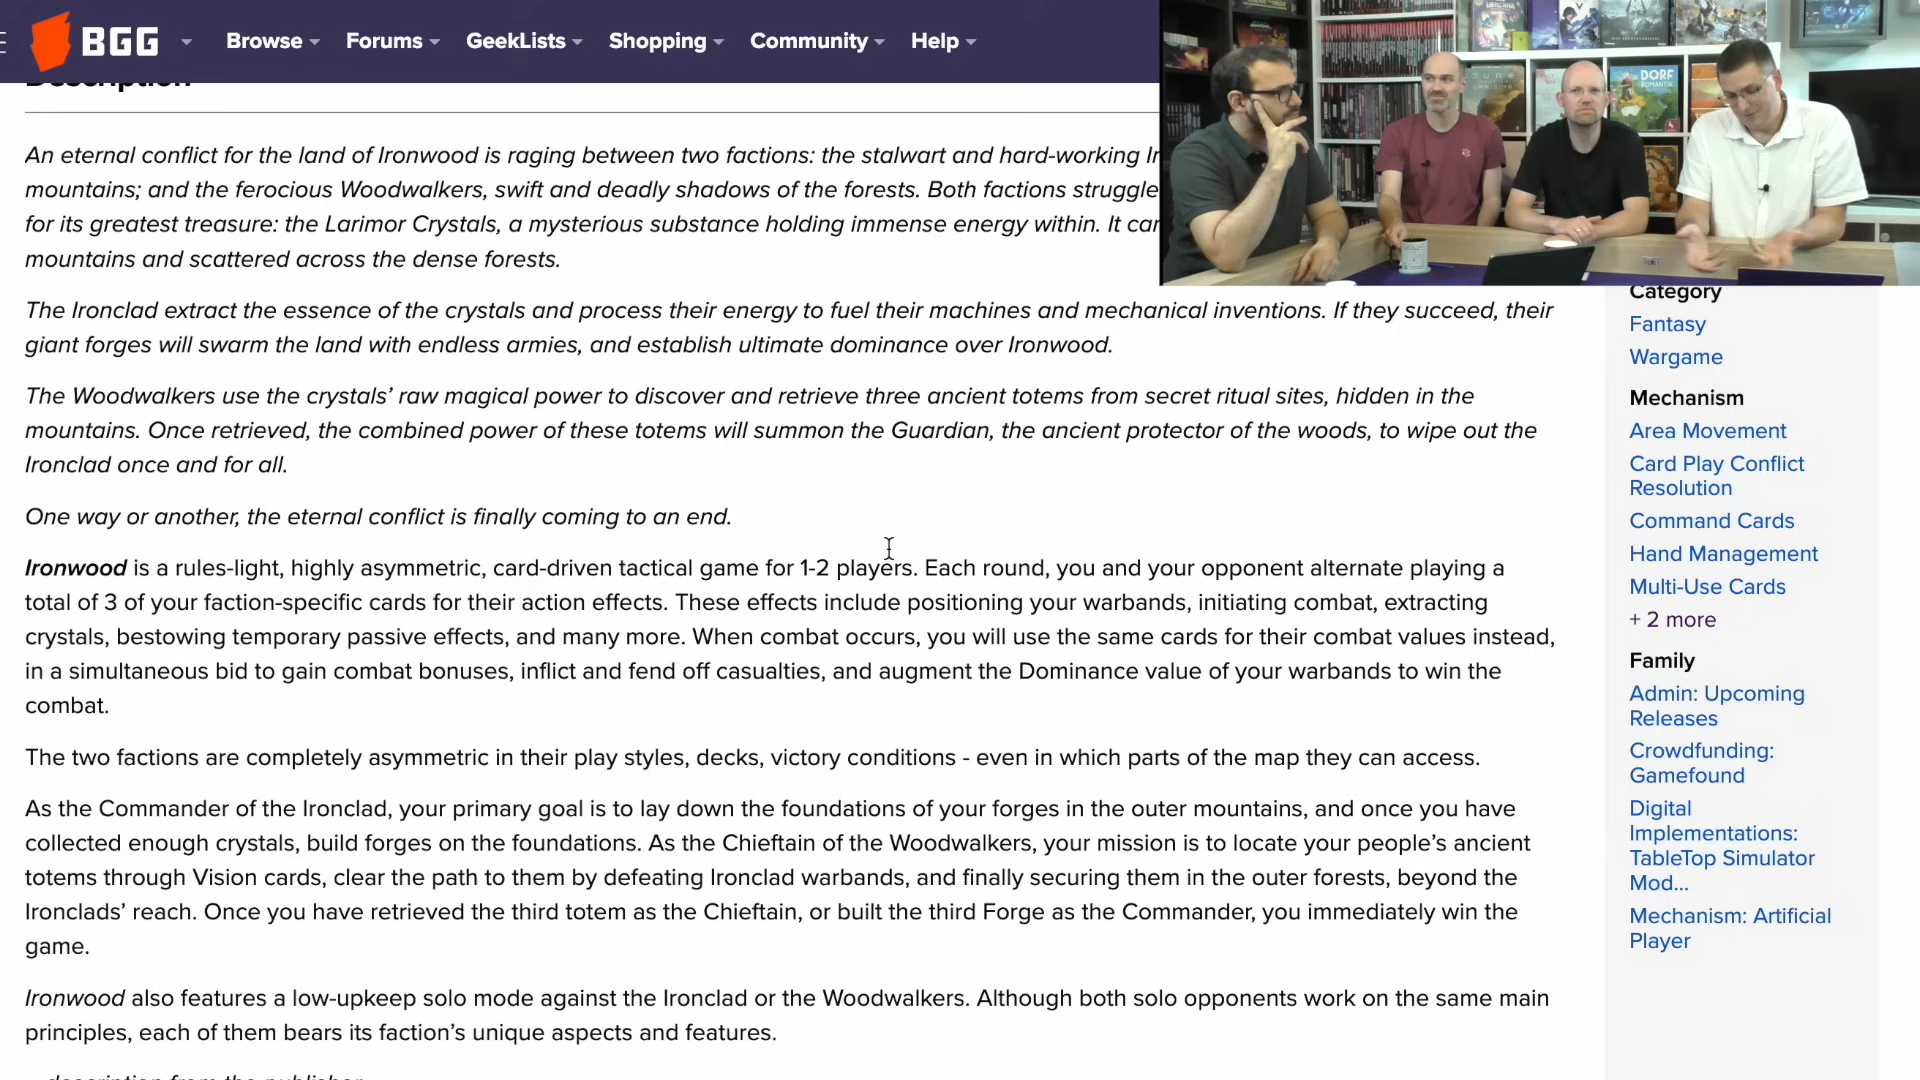 BGG
Browse
Forums
GeekLists
Shopping
Community
Help
Description
An eternal conflict for the land of Ironwood is raging between two factions: the stalwart and hard-working Ir
mountains; and the ferocious Woodwalkers, swift and deadly shadows of the forests. Both factions struggle
for its greatest treasure: the Larimor Crystals, a mysterious substance holding immense energy within. It can
mountains and scattered across the dense forests.
The Ironclad extract the essence of the crystals and process their energy to fuel their machines and mechanical inventions. If they succeed, their
giant forges will swarm the land with endless armies, and establish ultimate dominance over Ironwood.
The Woodwalkers use the crystals’ raw magical power to discover and retrieve three ancient totems from secret ritual sites, hidden in the
mountains. Once retrieved, the combined power of these totems will summon the Guardian, the ancient protector of the woods, to wipe out the
Ironclad once and for all.
One way or another, the eternal conflict is finally coming to an end.
Ironwood is a rules-light, highly asymmetric, card-driven tactical game for 1-2 players. Each round, you and your opponent alternate playing a
total of 3 of your faction-specific cards for their action effects. These effects include positioning your warbands, initiating combat, extracting
crystals, bestowing temporary passive effects, and many more. When combat occurs, you will use the same cards for their combat values instead,
in a simultaneous bid to gain combat bonuses, inflict and fend off casualties, and augment the Dominance value of your warbands to win the
combat.
The two factions are completely asymmetric in their play styles, decks, victory conditions - even in which parts of the map they can access.
As the Commander of the Ironclad, your primary goal is to lay down the foundations of your forges in the outer mountains, and once you have
collected enough crystals, build forges on the foundations. As the Chieftain of the Woodwalkers, your mission is to locate your people’s ancient
totems through Vision cards, clear the path to them by defeating Ironclad warbands, and finally securing them in the outer forests, beyond the
Ironclads’ reach. Once you have retrieved the third totem as the Chieftain, or built the third Forge as the Commander, you immediately win the
game.
Ironwood also features a low-upkeep solo mode against the Ironclad or the Woodwalkers. Although both solo opponents work on the same main
principles, each of them bears its faction’s unique aspects and features.
description from the publisher
Category
Fantasy
Wargame
Mechanism
Area Movement
Card Play Conflict
Resolution
Command Cards
Hand Management
Multi-Use Cards
+ 2 more
Family
Admin: Upcoming
Releases
Crowdfunding:
Gamefound
Digital
Implementations:
TableTop Simulator
Mod...
Mechanism: Artificial
Player
DUNE
DORF
ROMANTIK